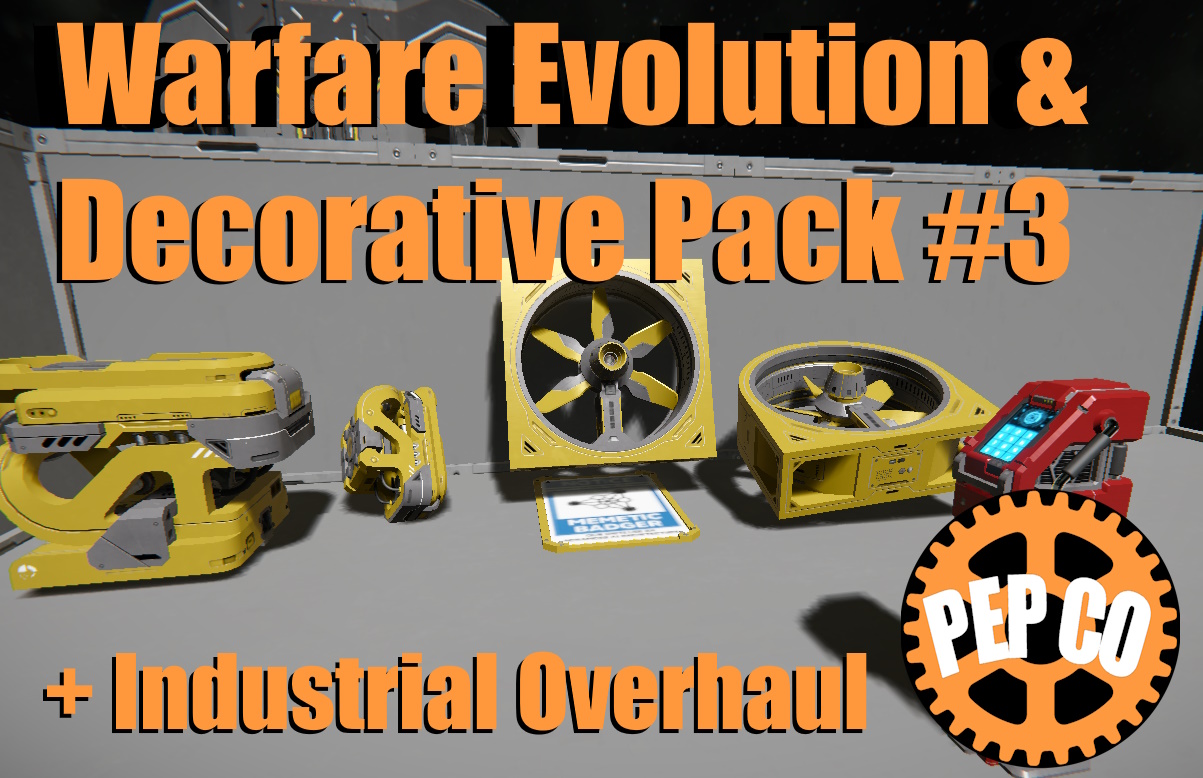 Warfare Evolution &
Decorative Pack #3
MEMETIC
BADGER
PEP CO
+ Industrial Overhaul